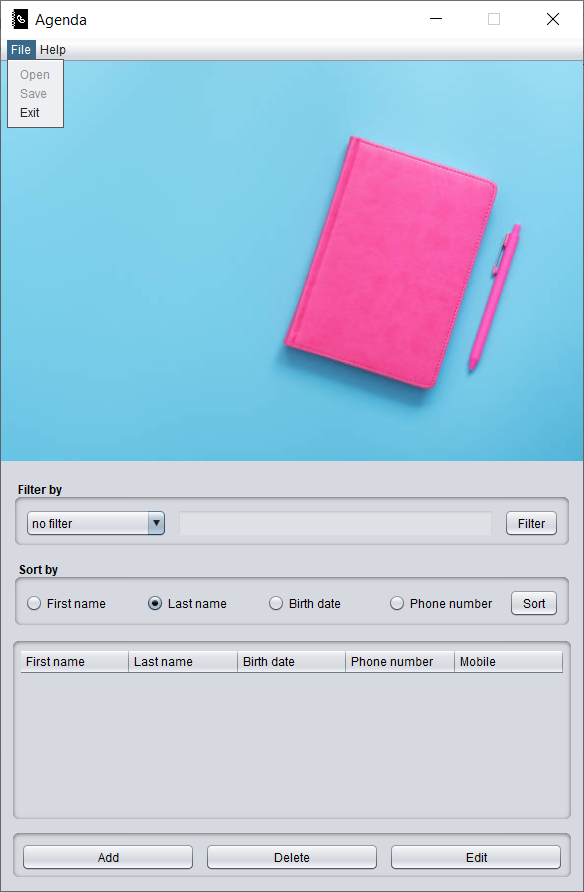 Agenda
File Help
Open
Save
Exit
Filter by
no filter Filter
Sort by
First name Last name Birth date Phone number Sort
First name Last name Birth date Phone number Mobile
Add Delete Edit